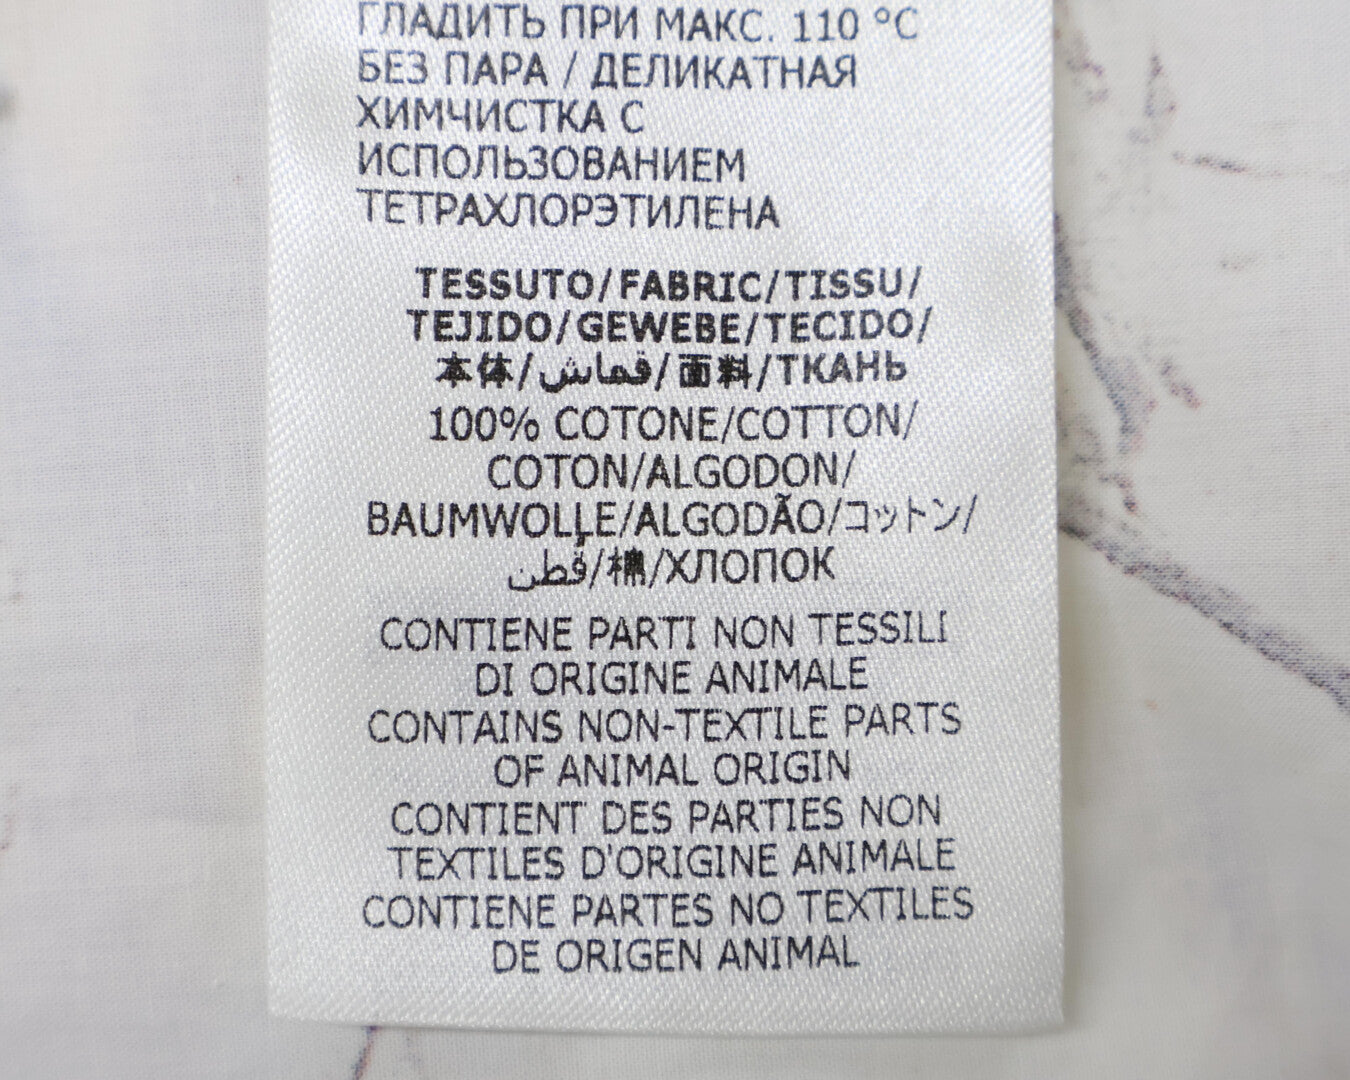 ГЛАДИТЬ ПРИ МАКС. 110 °C
БЕЗ ПАРА / ДЕЛИКАТНАЯ
ХИМЧИСТКА С
ИСПОЛЬЗОВАНИЕМ
ТЕТРАХЛОРЭТИЛЕНА
TESSUTO/FABRIC/TISSU/
TEJIDO/GEWEBE/TECIDO/
本体/قماش/面料/ТКАНЬ
100% COTONE/COTTON/
COTON/ALGODON/
BAUMWOLLE/ALGODÃO/コットン/
قُطن/棉/ХЛОПОК
CONTIENE PARTI NON TESSILI
DI ORIGINE ANIMALE
CONTAINS NON-TEXTILE PARTS
OF ANIMAL ORIGIN
CONTIENT DES PARTIES NON
TEXTILES D'ORIGINE ANIMALE
CONTIENE PARTES NO TEXTILES
DE ORIGEN ANIMAL